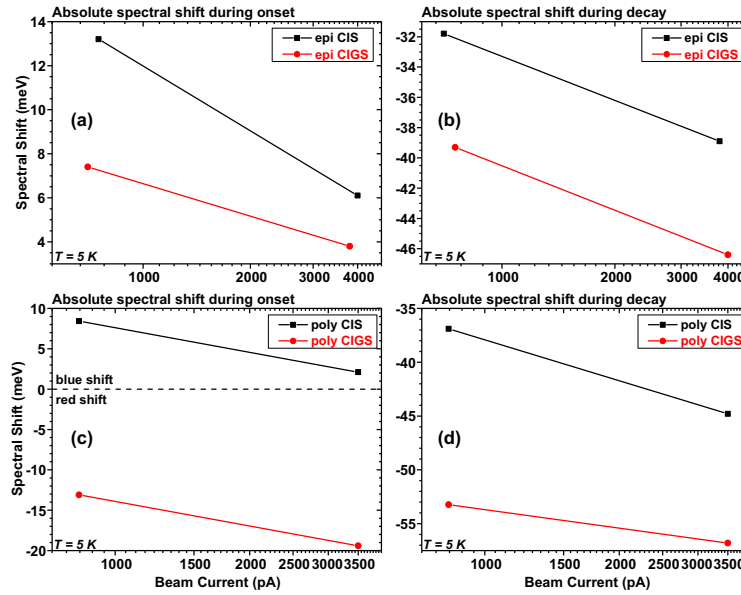 Absolute spectral shift during onset
Absolute spectral shift during decay
14
12
10
8
6
4
Spectral Shift (meV)
epi CIS
epi CIGS
(a)
T = 5 K
1000
2000
3000
4000
-32
-34
-36
-38
-40
-42
-44
-46
epi CIS
epi CIGS
(b)
T = 5 K
1000
2000
3000
4000
Absolute spectral shift during onset
Absolute spectral shift during decay
10
5
0
-5
-10
-15
-20
Spectral Shift (meV)
poly CIS
poly CIGS
blue shift
red shift
(c)
T = 5 K
1000
1500
2000
2500
3000
3500
Beam Current (pA)
-35
-40
-45
-50
-55
poly CIS
poly CIGS
(d)
T = 5 K
1000
1500
2000
2500
3000
3500
Beam Current (pA)